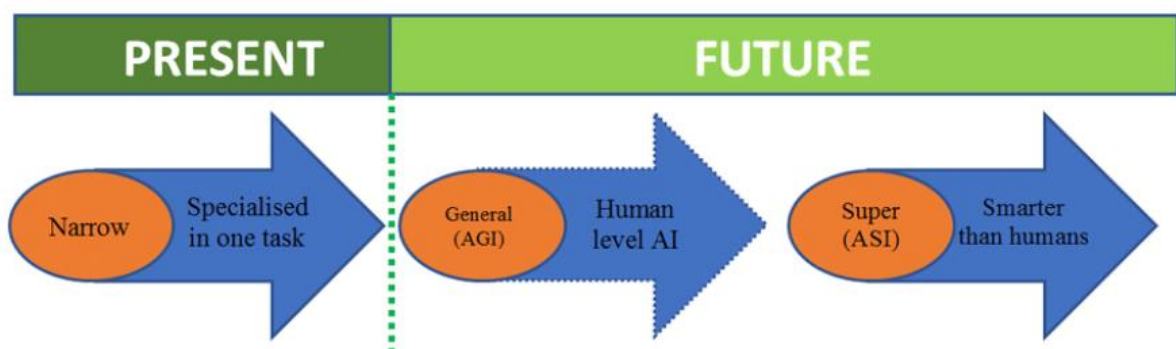 PRESENT
FUTURE
Narrow
Specialised
in one task
General
(AGI)
Human
level AI
Super
(ASI)
Smarter
than humans